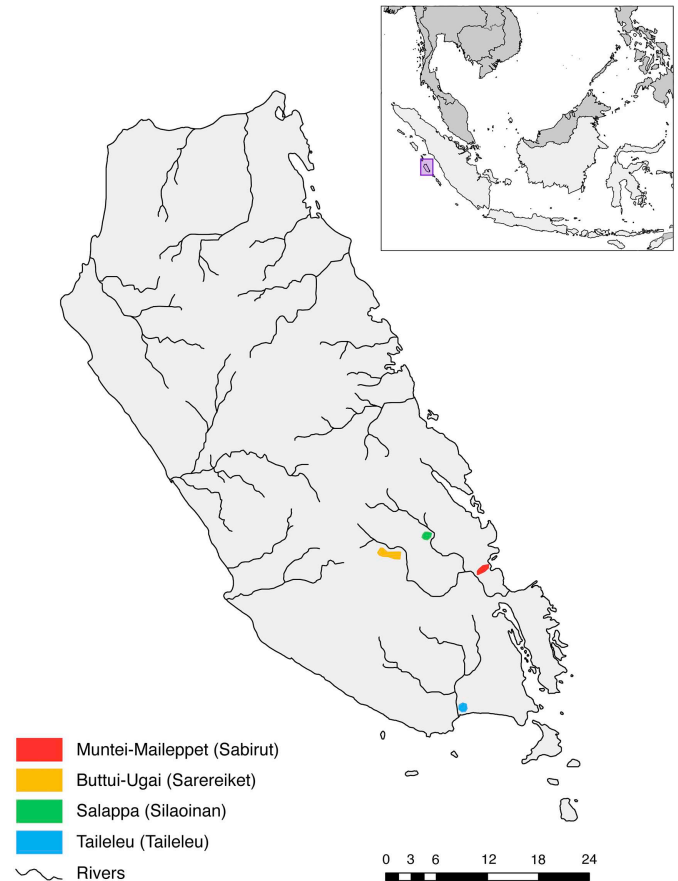 Muntei-Maileppet (Sabirut)
Buttui-Ugai (Sarereiket)
Salappa (Silaoinan)
Taileleu (Taileleu)
Rivers
0 3 6 12 18 24